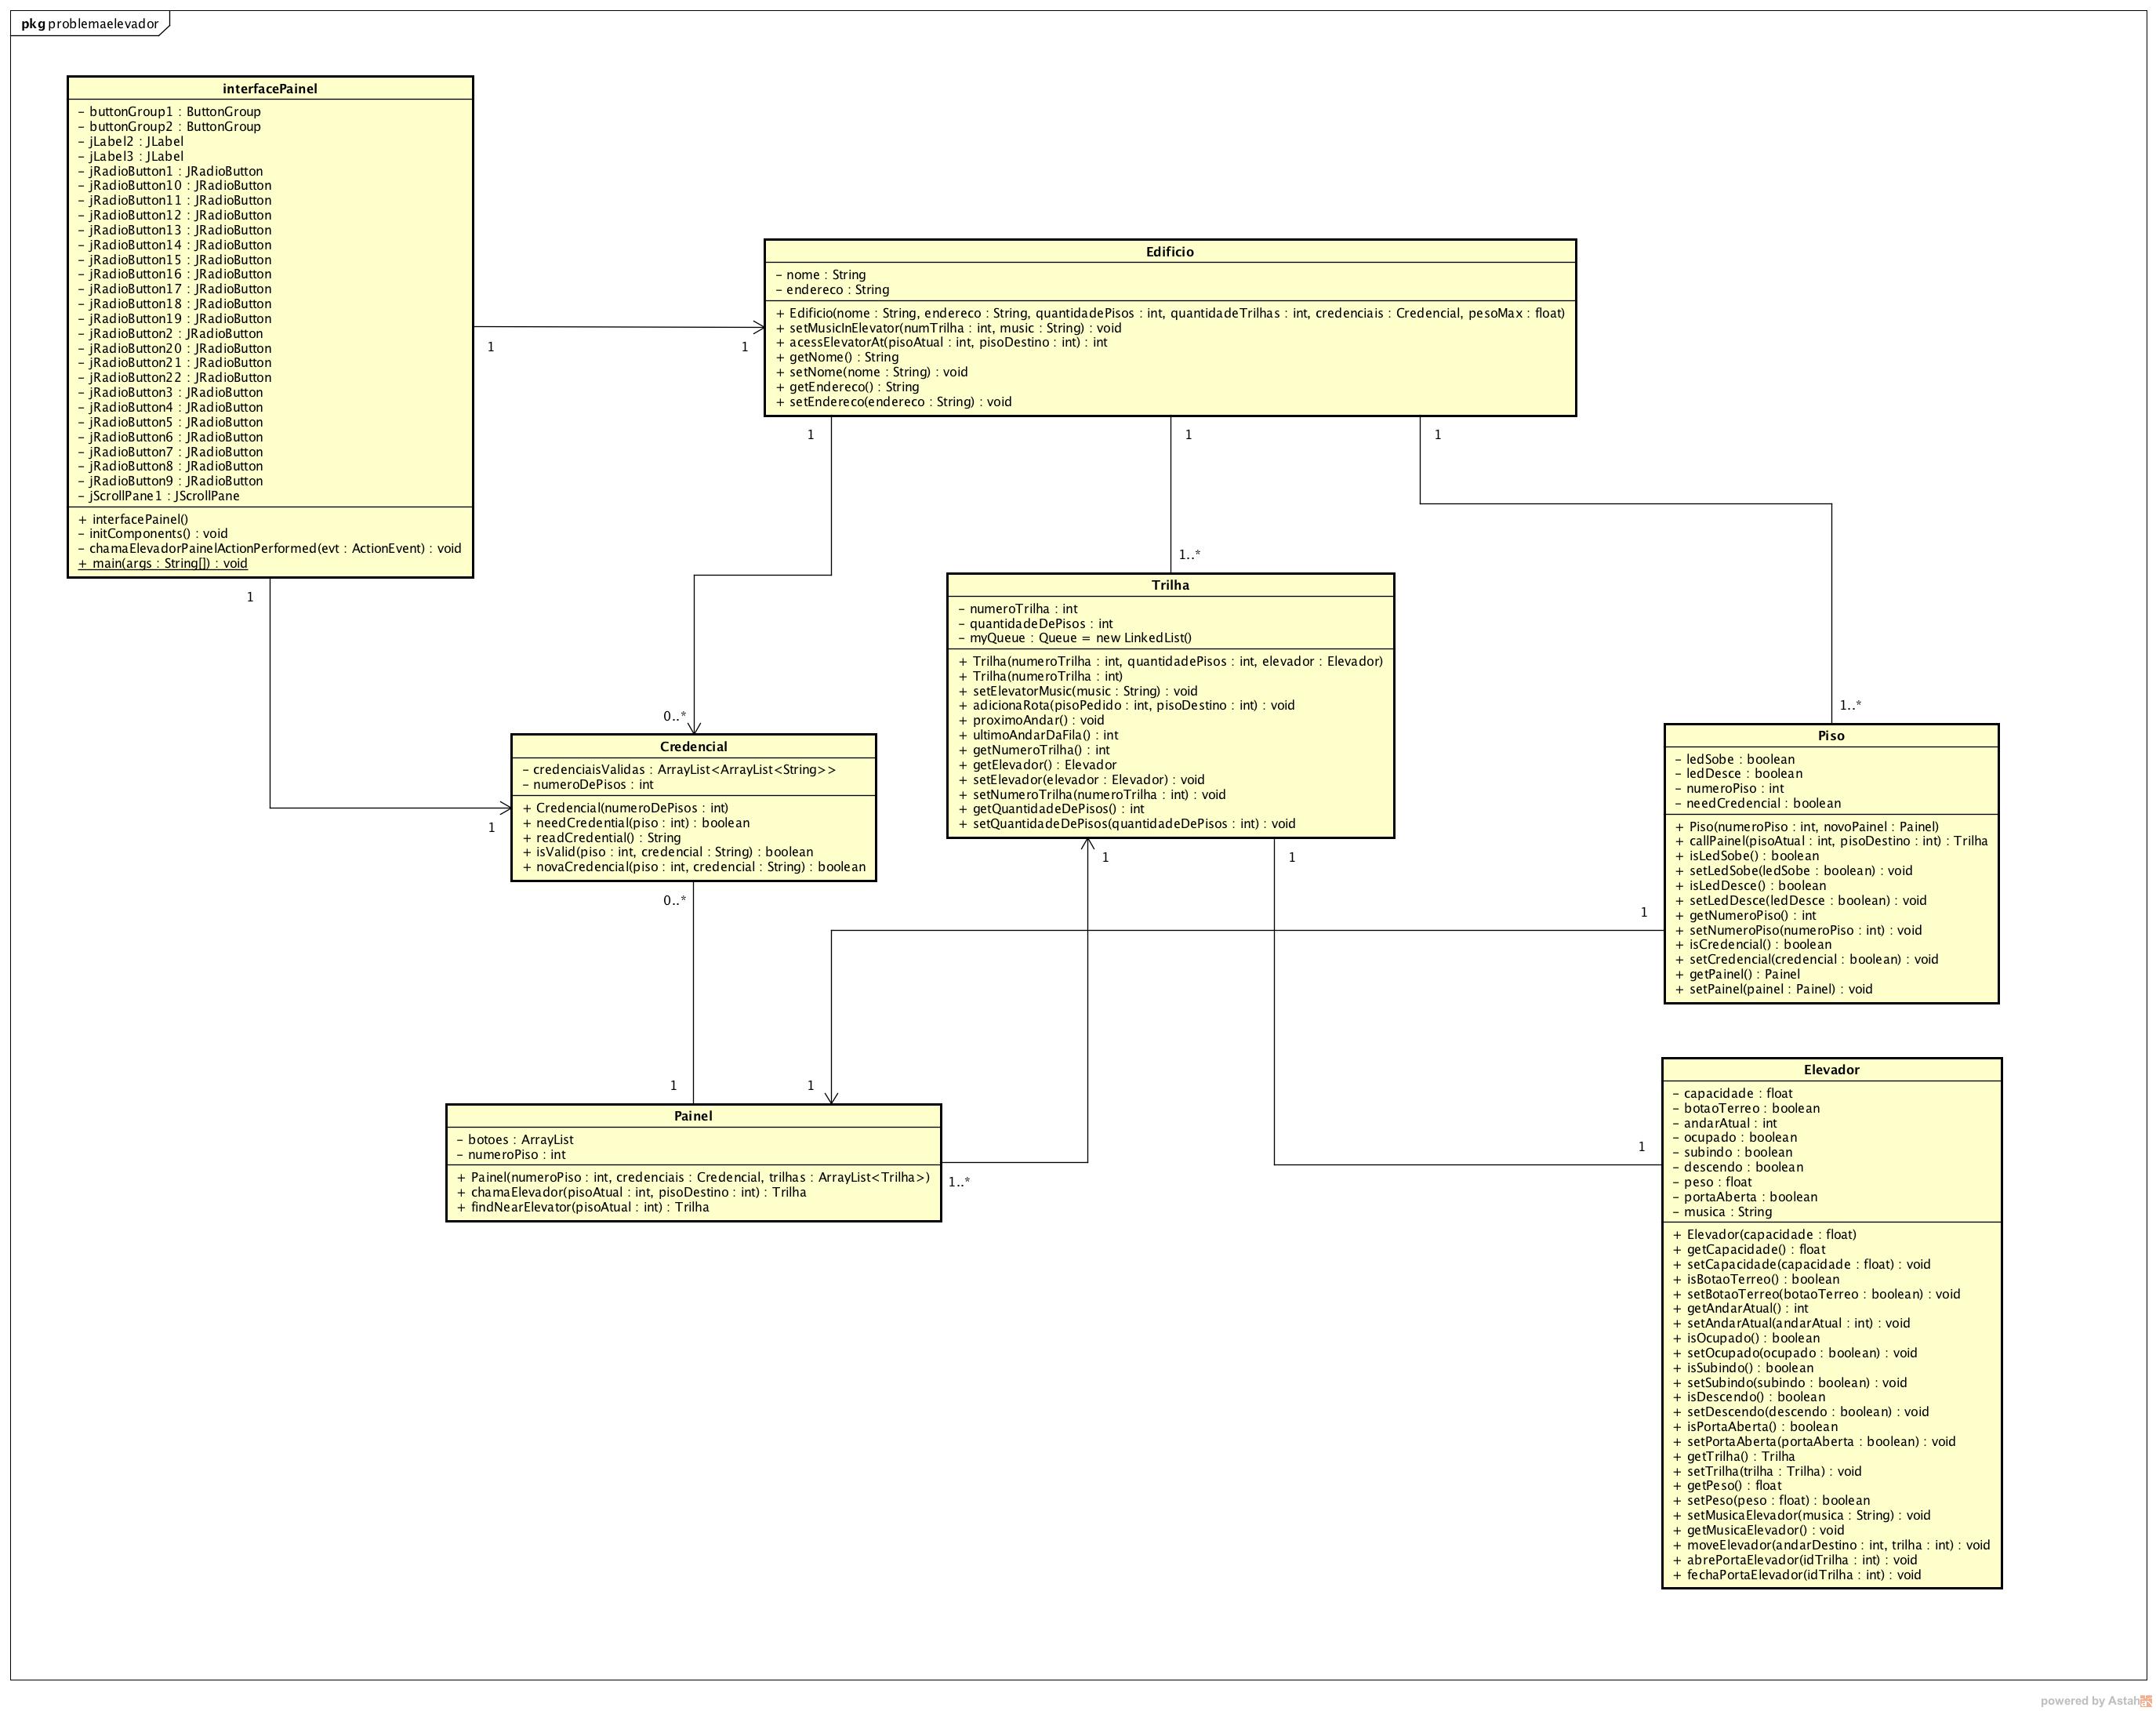 pkg problemaelevador
interfacePainel
– buttonGroup1 : ButtonGroup
– buttonGroup2 : ButtonGroup
– jLabel2 : JLabel
– jLabel3 : JLabel
– jRadioButton1 : JRadioButton
– jRadioButton10 : JRadioButton
– jRadioButton11 : JRadioButton
– jRadioButton12 : JRadioButton
– jRadioButton13 : JRadioButton
– jRadioButton14 : JRadioButton
– jRadioButton15 : JRadioButton
– jRadioButton16 : JRadioButton
– jRadioButton17 : JRadioButton
– jRadioButton18 : JRadioButton
– jRadioButton19 : JRadioButton
– jRadioButton2 : JRadioButton
– jRadioButton20 : JRadioButton
– jRadioButton21 : JRadioButton
– jRadioButton22 : JRadioButton
– jRadioButton3 : JRadioButton
– jRadioButton4 : JRadioButton
– jRadioButton5 : JRadioButton
– jRadioButton6 : JRadioButton
– jRadioButton7 : JRadioButton
– jRadioButton8 : JRadioButton
– jRadioButton9 : JRadioButton
– jScrollPane1 : JScrollPane
+ interfacePainel()
– initComponents() : void
– chamaElevadorPainelActionPerformed(evt : ActionEvent) : void
+ main(args : String[]) : void
1
1
1
1
Edificio
– nome : String
– endereco : String
+ Edificio(nome : String, endereco : String, quantidadePisos : int, quantidadeTrilhas : int, credenciais : Credencial, pesoMax : float)
+ setMusicInElevator(numTrilha : int, music : String) : void
+ acessElevatorAt(pisoAtual : int, pisoDestino : int) : int
+ getNome() : String
+ setNome(nome : String) : void
+ getEndereco() : String
+ setEndereco(endereco : String) : void
1
1
1
0..*
1..*
1..*
Credencial
– credenciaisValidas : ArrayList<ArrayList<String>>
– numeroDePisos : int
+ Credencial(numeroDePisos : int)
+ needCredential(piso : int) : boolean
+ readCredential() : String
+ isValid(piso : int, credencial : String) : boolean
+ novaCredencial(piso : int, credencial : String) : boolean
0..*
1
Trilha
– numeroTrilha : int
– quantidadeDePisos : int
– myQueue : Queue = new LinkedList()
+ Trilha(numeroTrilha : int, quantidadePisos : int, elevador : Elevador)
+ Trilha(numeroTrilha : int)
+ setElevatorMusic(music : String) : void
+ adicionaRota(pisoPedido : int, pisoDestino : int) : void
+ proximoAndar() : void
+ ultimoAndarDaFila() : int
+ getNumeroTrilha() : int
+ getElevador() : Elevador
+ setElevador(elevador : Elevador) : void
+ setNumeroTrilha(numeroTrilha : int) : void
+ getQuantidadeDePisos() : int
+ setQuantidadeDePisos(quantidadeDePisos : int) : void
1
1
Piso
– ledSobe : boolean
– ledDesce : boolean
– numeroPiso : int
– needCredencial : boolean
+ Piso(numeroPiso : int, novoPainel : Painel)
+ callPainel(pisoAtual : int, pisoDestino : int) : Trilha
+ isLedSobe() : boolean
+ setLedSobe(ledSobe : boolean) : void
+ isLedDesce() : boolean
+ setLedDesce(ledDesce : boolean) : void
+ getNumeroPiso() : int
+ setNumeroPiso(numeroPiso : int) : void
+ isCredencial() : boolean
+ setCredencial(credencial : boolean) : void
+ getPainel() : Painel
+ setPainel(painel : Painel) : void
1
1
Painel
– botoes : ArrayList
– numeroPiso : int
+ Painel(numeroPiso : int, credenciais : Credencial, trilhas : ArrayList<Trilha>)
+ chamaElevador(pisoAtual : int, pisoDestino : int) : Trilha
+ findNearElevator(pisoAtual : int) : Trilha
1..*
1
Elevador
– capacidade : float
– botaoTerreo : boolean
– andarAtual : int
– ocupado : boolean
– subindo : boolean
– descendo : boolean
– peso : float
– portaAberta : boolean
– musica : String
+ Elevador(capacidade : float)
+ getCapacidade() : float
+ setCapacidade(capacidade : float) : void
+ isBotaoTerreo() : boolean
+ setBotaoTerreo(botaoTerreo : boolean) : void
+ getAndarAtual() : int
+ setAndarAtual(andarAtual : int) : void
+ isOcupado() : boolean
+ setOcupado(ocupado : boolean) : void
+ isSubindo() : boolean
+ setSubindo(subindo : boolean) : void
+ isDescendo() : boolean
+ setDescendo(descendo : boolean) : void
+ isPortaAberta() : boolean
+ setPortaAberta(portaAberta : boolean) : void
+ getTrilha() : Trilha
+ setTrilha(trilha : Trilha) : void
+ getPeso() : float
+ setPeso(peso : float) : boolean
+ setMusicaElevador(musica : String) : void
+ getMusicaElevador() : void
+ moveElevador(andarDestino : int, trilha : int) : void
+ abrePortaElevador(idTrilha : int) : void
+ fechaPortaElevador(idTrilha : int) : void
powered by Astah